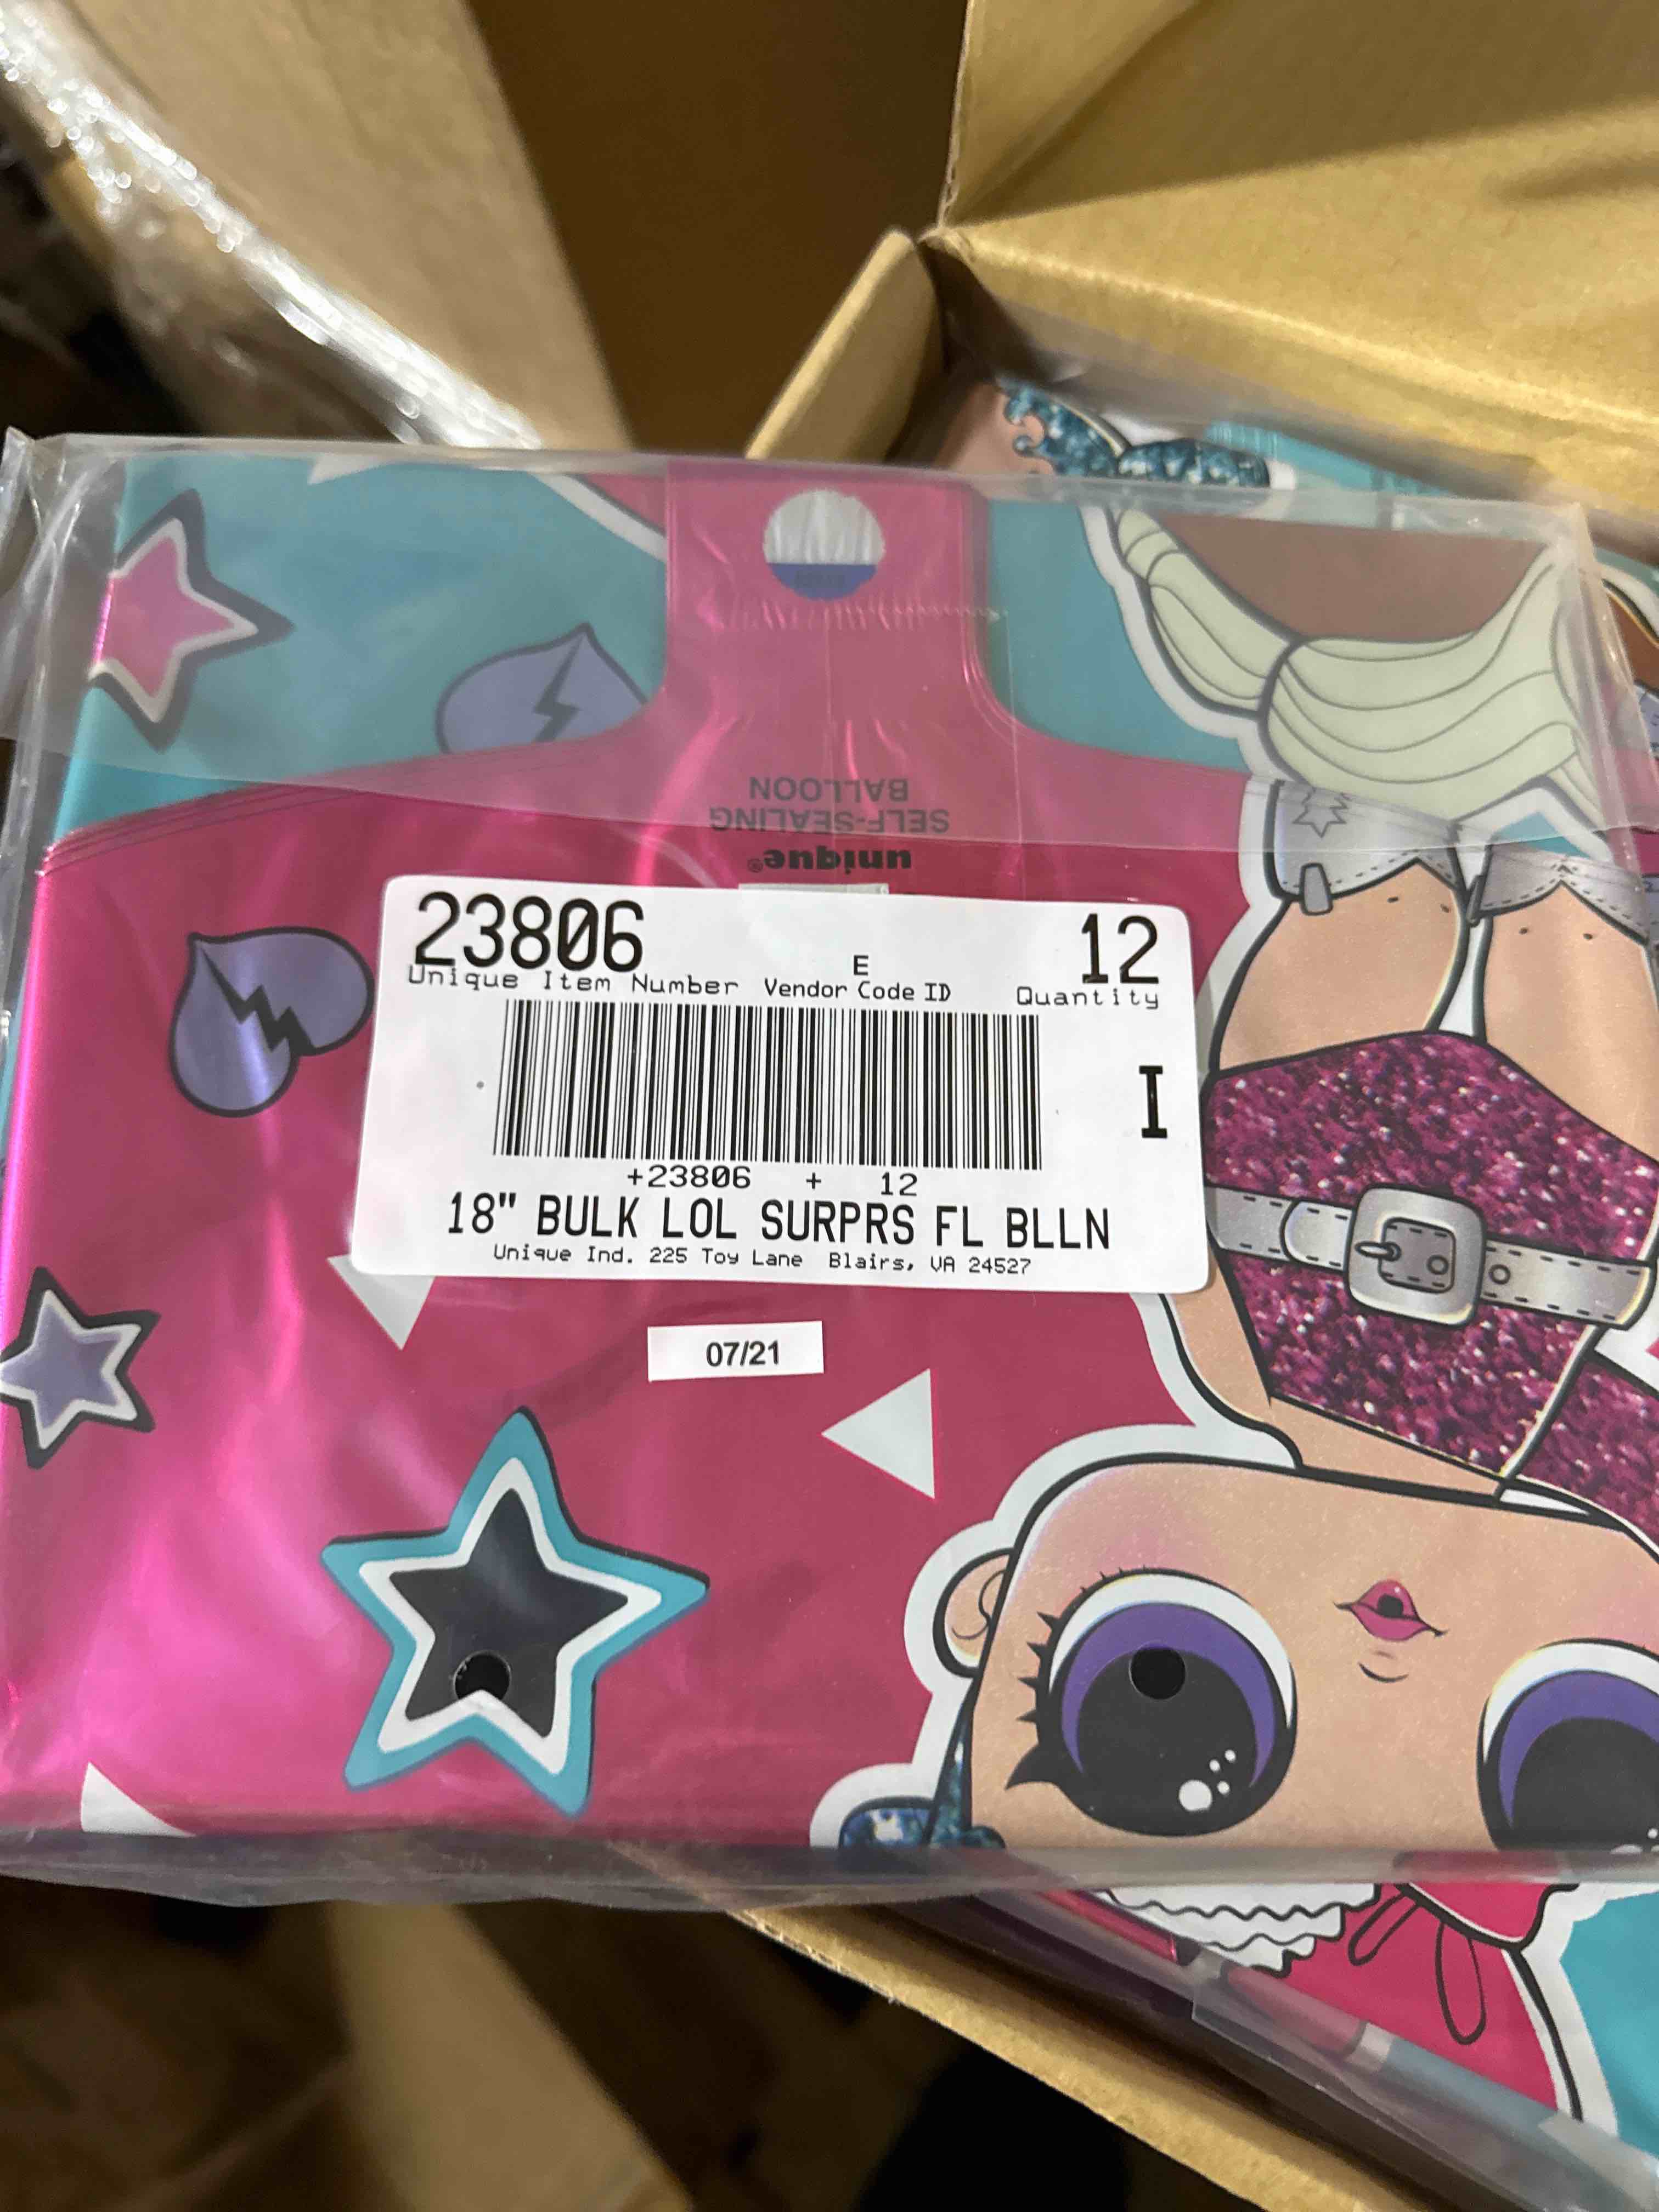 BALLOON
SELF-SEALING
unique®
23806
E
12
Unique Item Number
Vendor Code ID
Quantity
I
+23806 + 12
18" BULK LOL SURPRS FL BLLN
Unique Ind. 225 Toy Lane Blairs, VA 24527
07/21